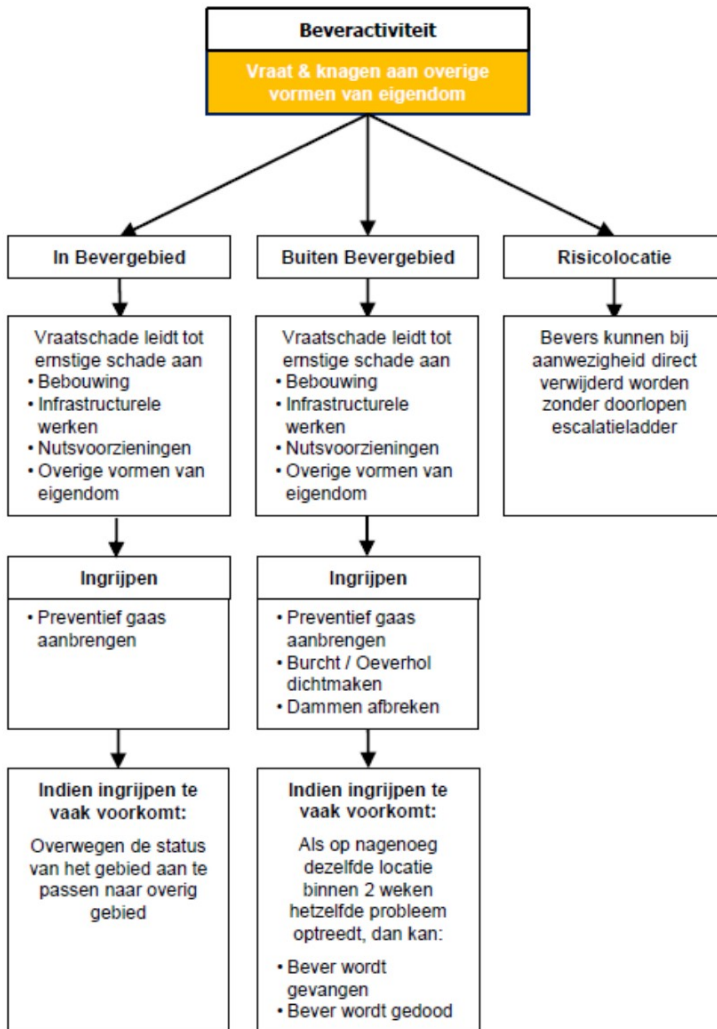 Beveractiviteit
Vraat & knagen aan overige
vormen van eigendom
In Bevergebied
Vraatschade leidt tot
ernstige schade aan
• Bebouwing
• Infrastructurele
werken
• Nutsvoorzieningen
• Overige vormen van
eigendom
Ingrijpen
• Preventief gaas
aanbrengen
Indien ingrijpen te
vaak voorkomt:
Overwegen de status
van het gebied aan te
passen naar overig
gebied
Buiten Bevergebied
Vraatschade leidt tot
ernstige schade aan
• Bebouwing
• Infrastructurele
werken
• Nutsvoorzieningen
• Overige vormen van
eigendom
Ingrijpen
• Preventief gaas
aanbrengen
• Burcht / Oeverhol
dichtmaken
• Dammen afbreken
Indien ingrijpen te
vaak voorkomt:
Als op nagenoeg
dezelfde locatie
binnen 2 weken
hetzelfde probleem
optreedt, dan kan:
• Bever wordt
gevangen
• Bever wordt gedood
Risicolocatie
Bevers kunnen bij
aanwezigheid direct
verwijderd worden
zonder doorlopen
escalatieladder